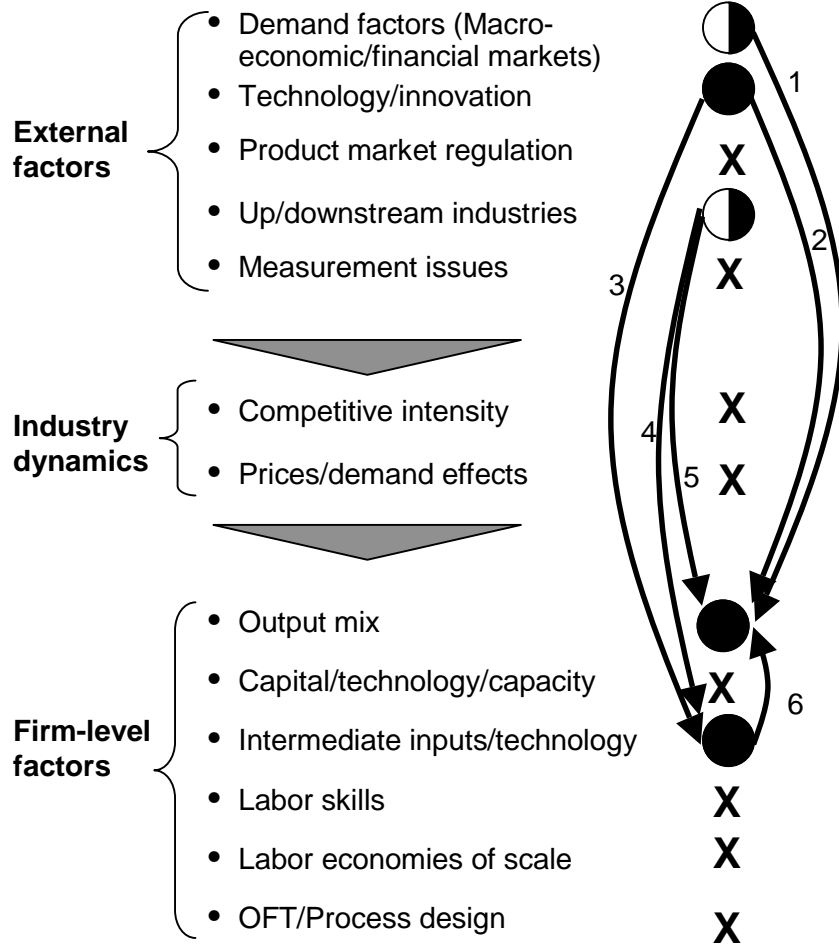 • Demand factors (Macro-
economic/financial markets)
• Technology/innovation
External
factors
• Product market regulation
• Up/downstream industries
• Measurement issues
X
X
1
2
3
Industry
dynamics
• Competitive intensity
• Prices/demand effects
X
X
4
5
Firm-level
factors
• Output mix
• Capital/technology/capacity
• Intermediate inputs/technology
• Labor skills
• Labor economies of scale
• OFT/Process design
X
6
X
X
X